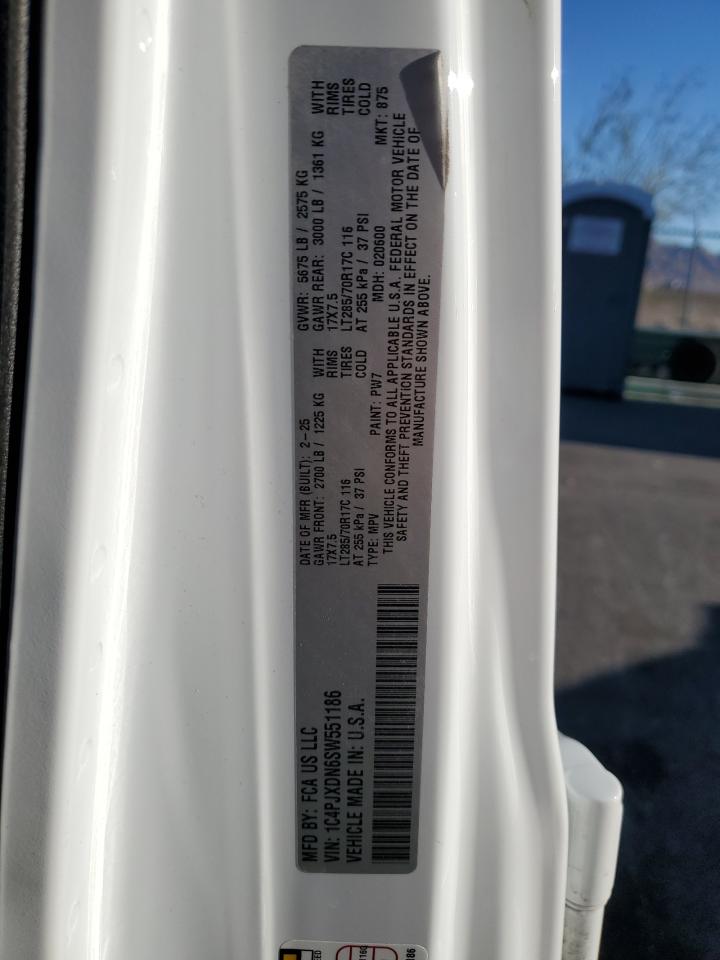 MFD BY: FCA US LLC
VIN: 1C4PJXDN6SW551186
VEHICLE MADE IN: U.S.A.
DATE OF MFR (BUILT): 2-25
GAWR FRONT: 2700 LB / 1225 KG WITH
17X7.5 RIMS
LT285/70R17C 116 TIRES
AT 255 kPa / 37 PSI COLD
TYPE: MPV
GVWR: 5675 LB / 2575 KG
GAWR REAR: 3000 LB / 1361 KG WITH
17X7.5 RIMS
LT285/70R17C 116 TIRES
AT 255 kPa / 37 PSI COLD
PAINT: PW7 MDH: 020600 MKT: 875
THIS VEHICLE CONFORMS TO ALL APPLICABLE U.S.A. FEDERAL MOTOR VEHICLE
SAFETY AND THEFT PREVENTION STANDARDS IN EFFECT ON THE DATE OF
MANUFACTURE SHOWN ABOVE.
186